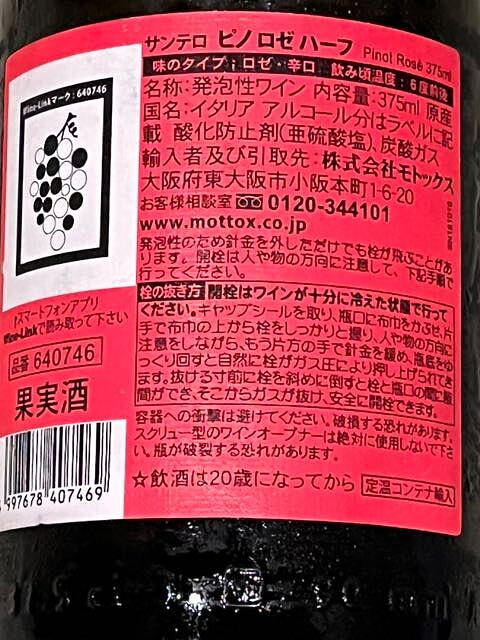 サンテロ ピノ ロゼ ハーフ Pinot Rosé 375ml
味のタイプ:ロゼ・辛口 飲み頃温度:6度前後
名称:発泡性ワイン 内容量:375ml 原産
国名:イタリア アルコール分はラベルに記
載 酸化防止剤(亜硫酸塩)、炭酸ガス
輸入者及び引取先:株式会社モトックス
大阪府東大阪市小阪本町1-6-20
お客様相談室 0120-344101
www.mottox.co.jp
発泡性のため針金を外しただけでも栓が飛ぶことがあ
ります。 開栓は人や物の方向に注意して、下記手順で
行ってください。
栓の抜き方 開栓はワインが十分に冷えた状態で行って
ください。キャップシールを取り、瓶口に布巾をかぶせ、片
手で布巾の上から栓をしっかりと握り、人や物の方向に
注意をしながら、もう片方の手で針金を緩め、瓶底をゆ
っくり回すと自然に栓がガス圧により押し上げられてき
ます。抜ける寸前に栓を斜めに倒すと栓と瓶口の間に隙
間ができ、そこからガスが抜け、安全に開栓できます。
容器への衝撃は避けてください。破損する恐れがあります。
スクリュー型のワインオープナーは絶対に使用しないで下さ
い。瓶が破裂する恐れがあります。
☆飲酒は20歳になってから 定温コンテナ輸入
Wine-Linkマーク:640746
スマートフォンアプリ
Wine-Linkで読み取って下さい
品番 640746
果実酒
997678 407469